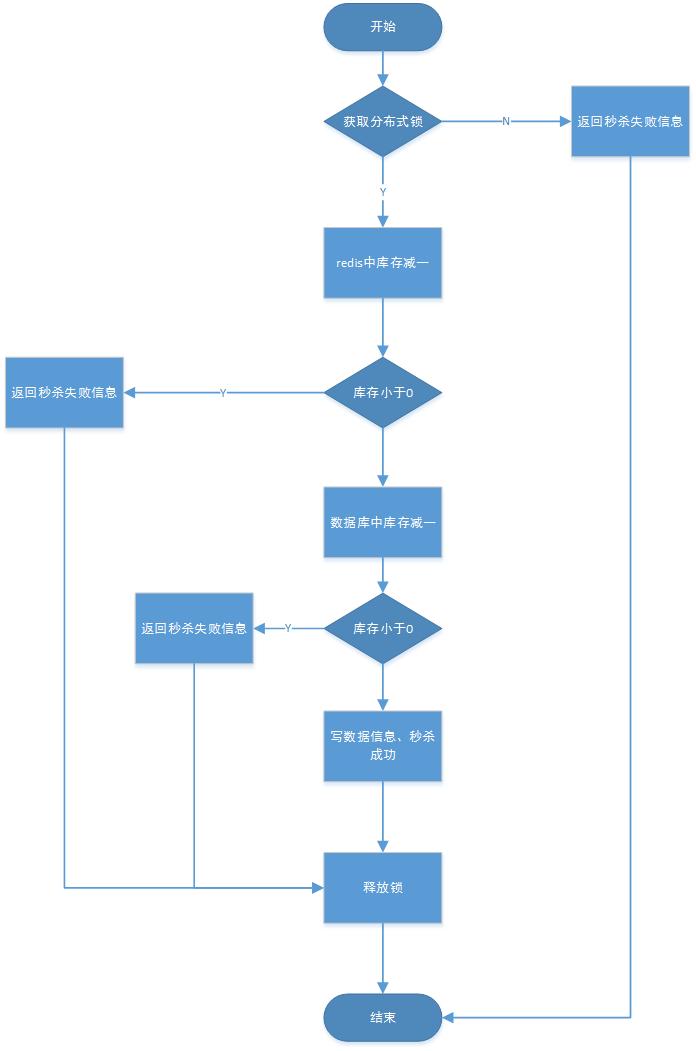 开始
获取分布式锁
N
返回秒杀失败信息
Y
redis中库存减一
返回秒杀失败信息
Y
库存小于0
数据库中库存减一
返回秒杀失败信息
Y
库存小于0
写数据信息、秒杀
成功
释放锁
结束